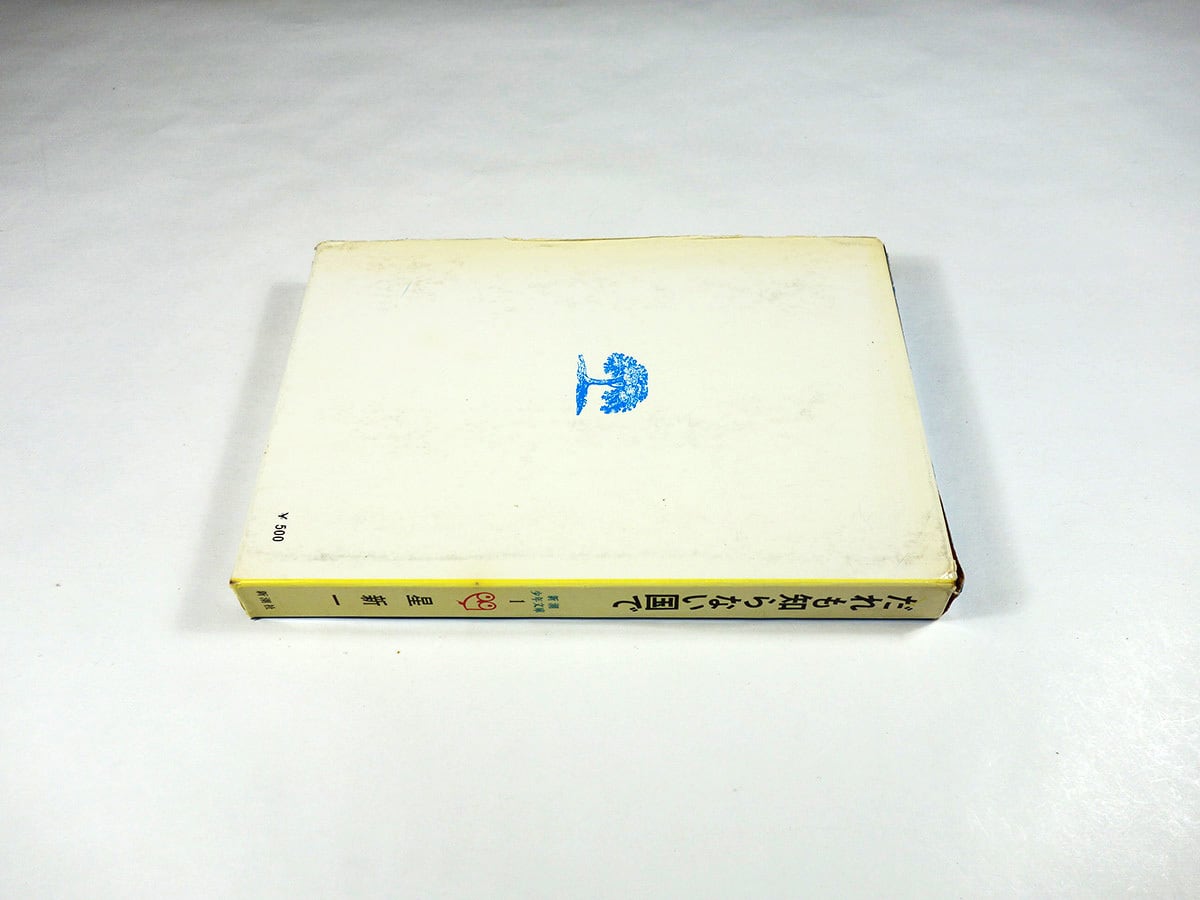 だれも知らない国で
新潮
少年文庫
1
星 新一
新潮社
¥ 500